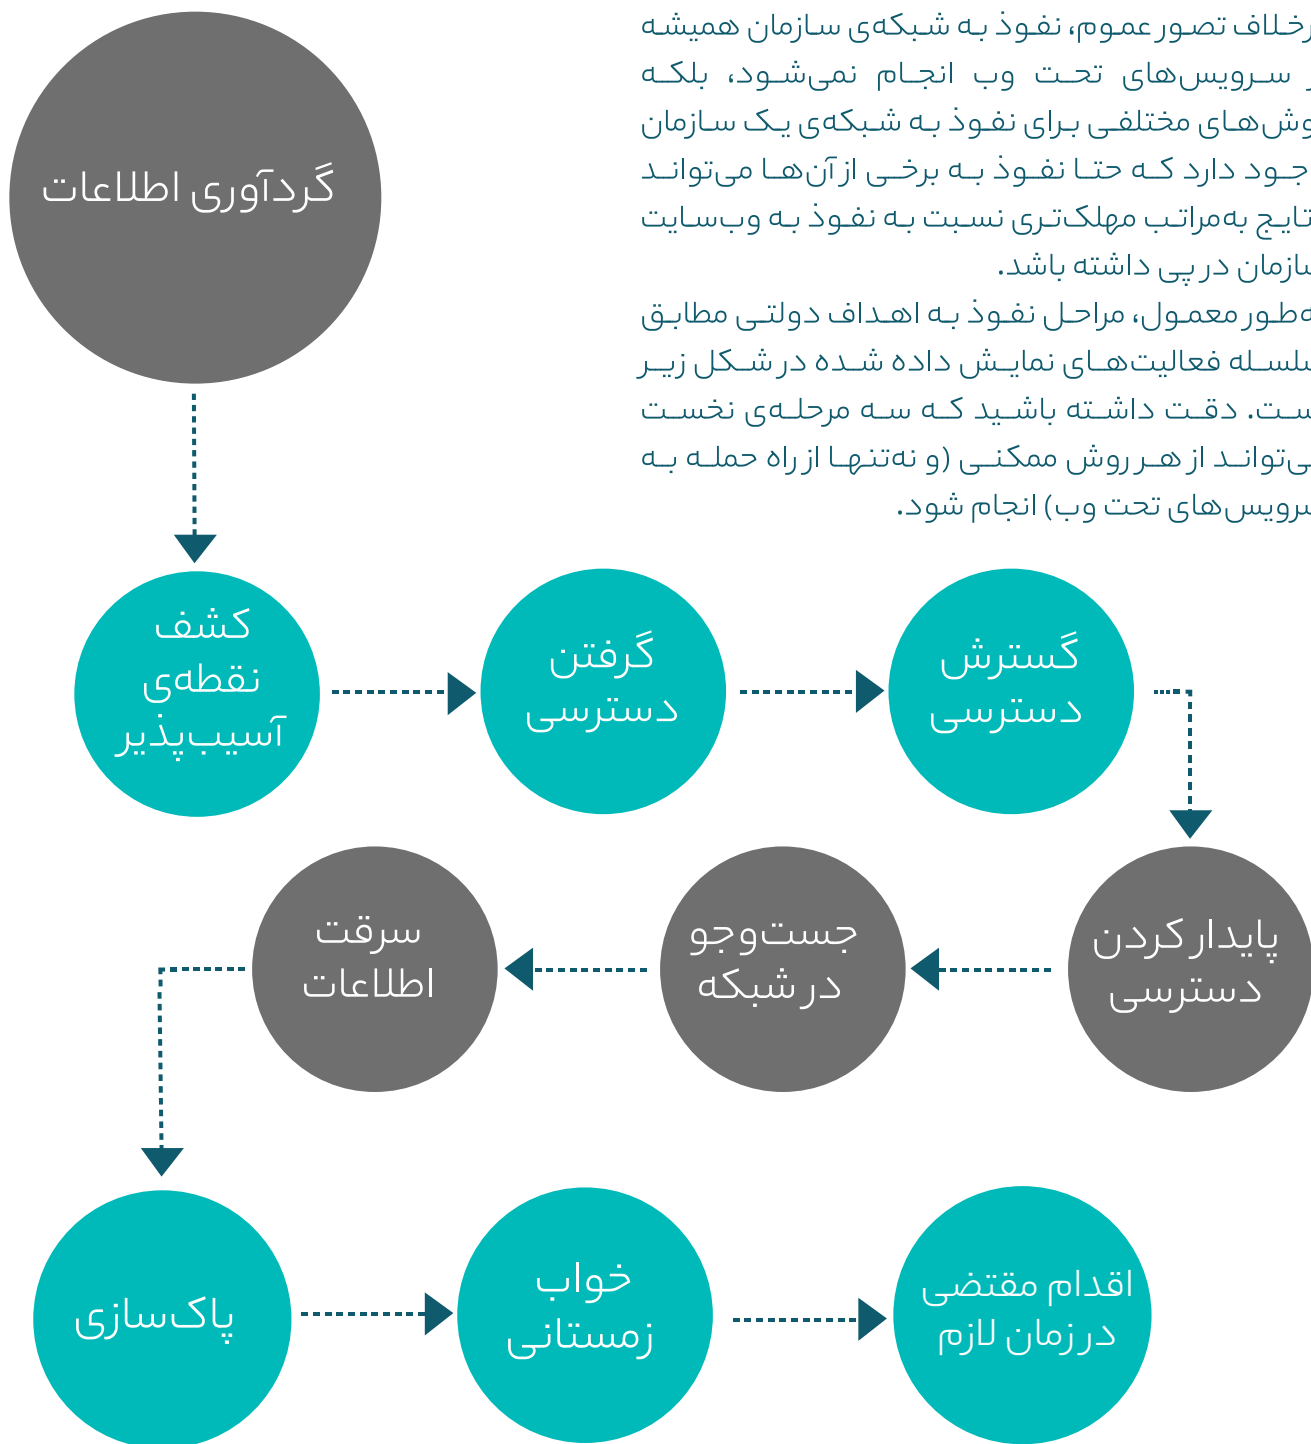 رخلاف تصور عموم، نفوذ به شبکه‌ی سازمان همیشه
سرویس‌های تحت وب انجام نمی‌شود، بلکه
وش‌های مختلفی برای نفوذ به شبکه‌ی یک سازمان
جود دارد که حتا نفوذ به برخی از آن‌ها می‌تواند
تایج به‌مراتب مهلک‌تری نسبت به نفوذ به وب‌سایت
سازمان در پی داشته باشد.
ه‌طور معمول، مراحل نفوذ به اهداف دولتی مطابق
سلسله فعالیت‌های نمایش داده شده در شکل زیر
ست. دقت داشته باشید که سه مرحله‌ی نخست
ی‌تواند از هر روش ممکنی (و نه‌تنها از راه حمله به
سرویس‌های تحت وب) انجام شود.
گردآوری اطلاعات
کشف
نقطه‌ی
آسیب‌پذیر
گرفتن
دسترسی
گسترش
دسترسی
پایدار کردن
دسترسی
جست‌وجو
در شبکه
سرقت
اطلاعات
پاک‌سازی
خواب
زمستانی
اقدام مقتضی
در زمان لازم